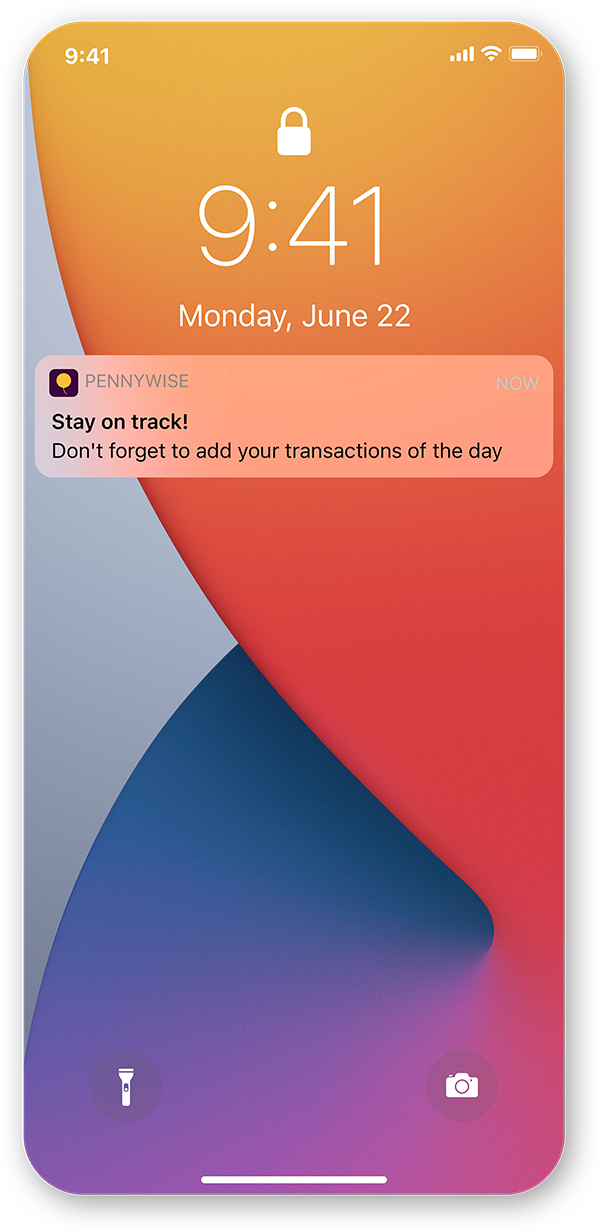 9:41
9:41
Monday, June 22
PENNYWISE NOW
Stay on track!
Don't forget to add your transactions of the day